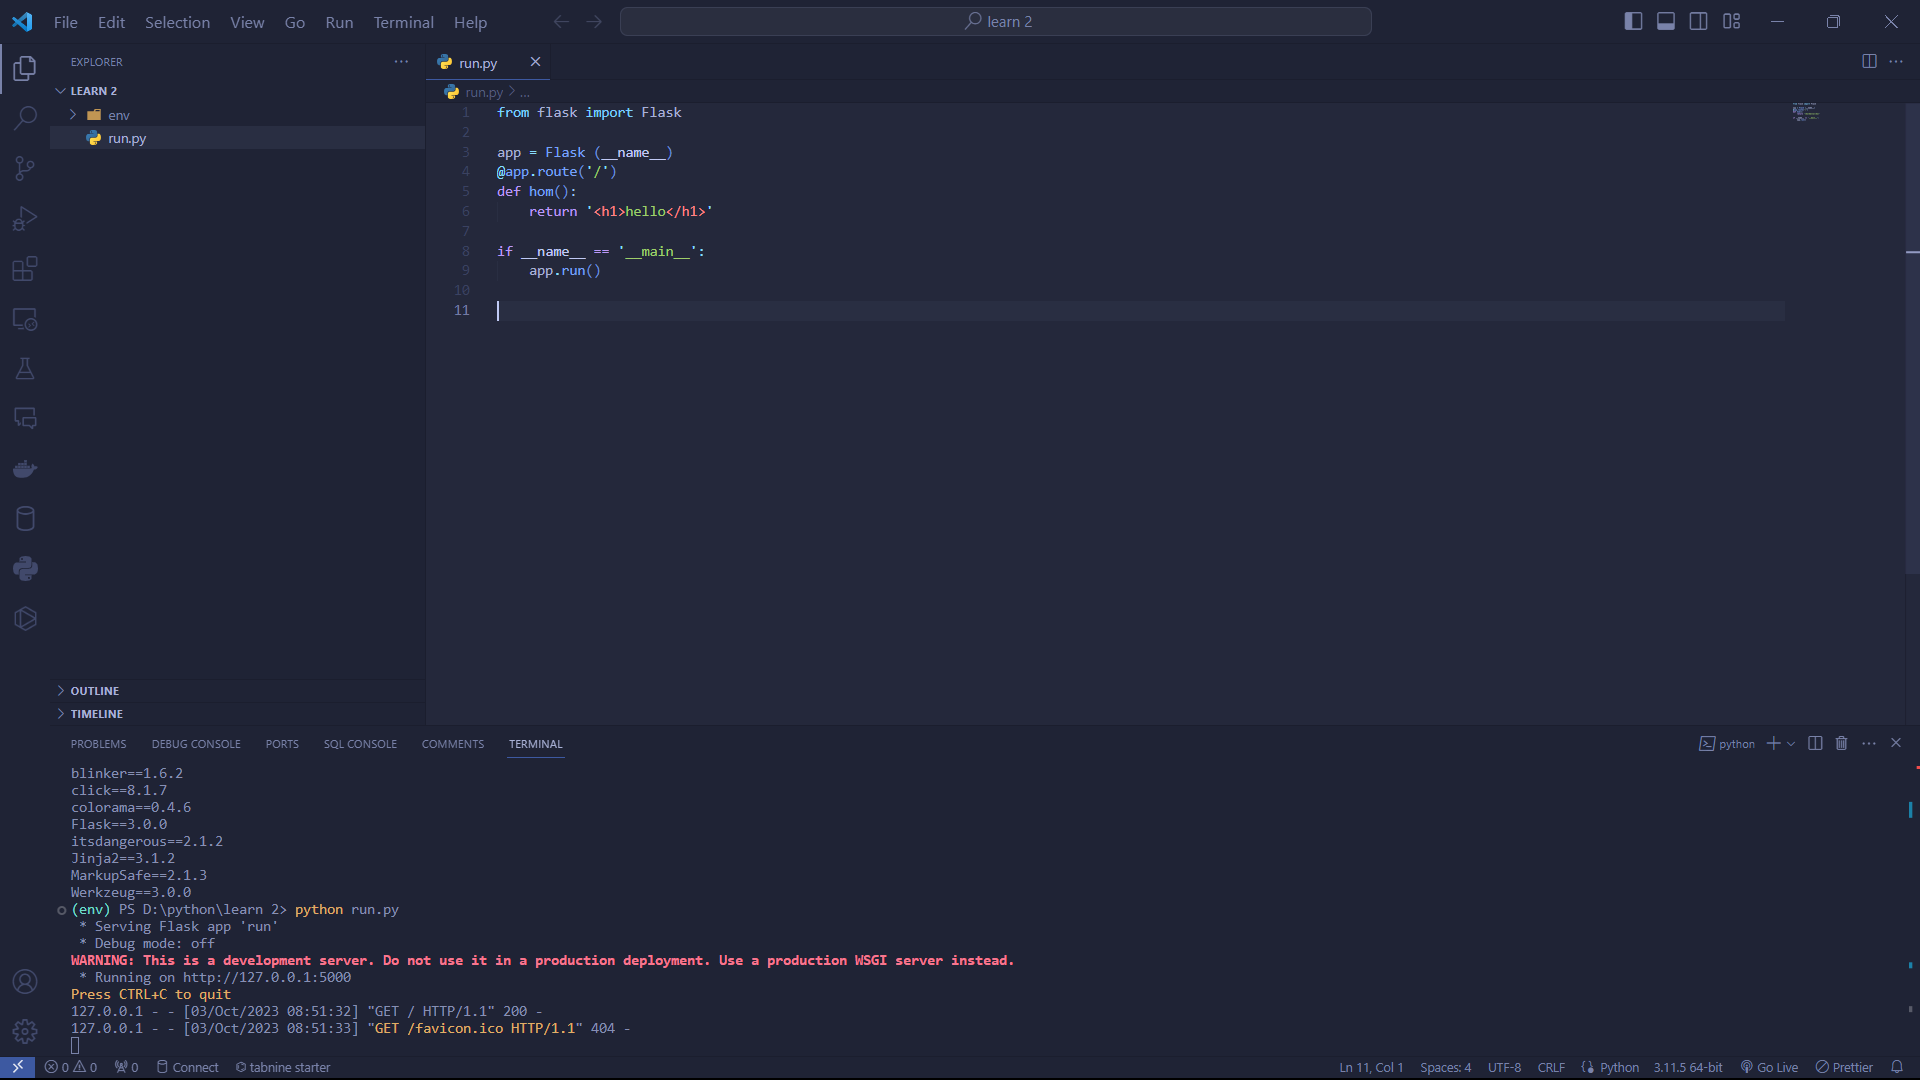 File Edit Selection View Go Run Terminal Help
learn 2
EXPLORER
LEARN 2
env
run.py
OUTLINE
TIMELINE
run.py
run.py > ...
1 from flask import Flask
2
3 app = Flask (__name__)
4 @app.route('/')
5 def hom():
6     return '<h1>hello</h1>'
7
8 if __name__ == '__main__':
9     app.run()
10
11
PROBLEMS DEBUG CONSOLE PORTS SQL CONSOLE COMMENTS TERMINAL
python
blinker==1.6.2
click==8.1.7
colorama==0.4.6
Flask==3.0.0
itsdangerous==2.1.2
Jinja2==3.1.2
MarkupSafe==2.1.3
Werkzeug==3.0.0
(env) PS D:\python\learn 2> python run.py
 * Serving Flask app 'run'
 * Debug mode: off
WARNING: This is a development server. Do not use it in a production deployment. Use a production WSGI server instead.
 * Running on http://127.0.0.1:5000
Press CTRL+C to quit
127.0.0.1 - - [03/Oct/2023 08:51:32] "GET / HTTP/1.1" 200 -
127.0.0.1 - - [03/Oct/2023 08:51:33] "GET /favicon.ico HTTP/1.1" 404 -
0 0 0 Connect tabnine starter Ln 11, Col 1 Spaces: 4 UTF-8 CRLF Python 3.11.5 64-bit Go Live Prettier